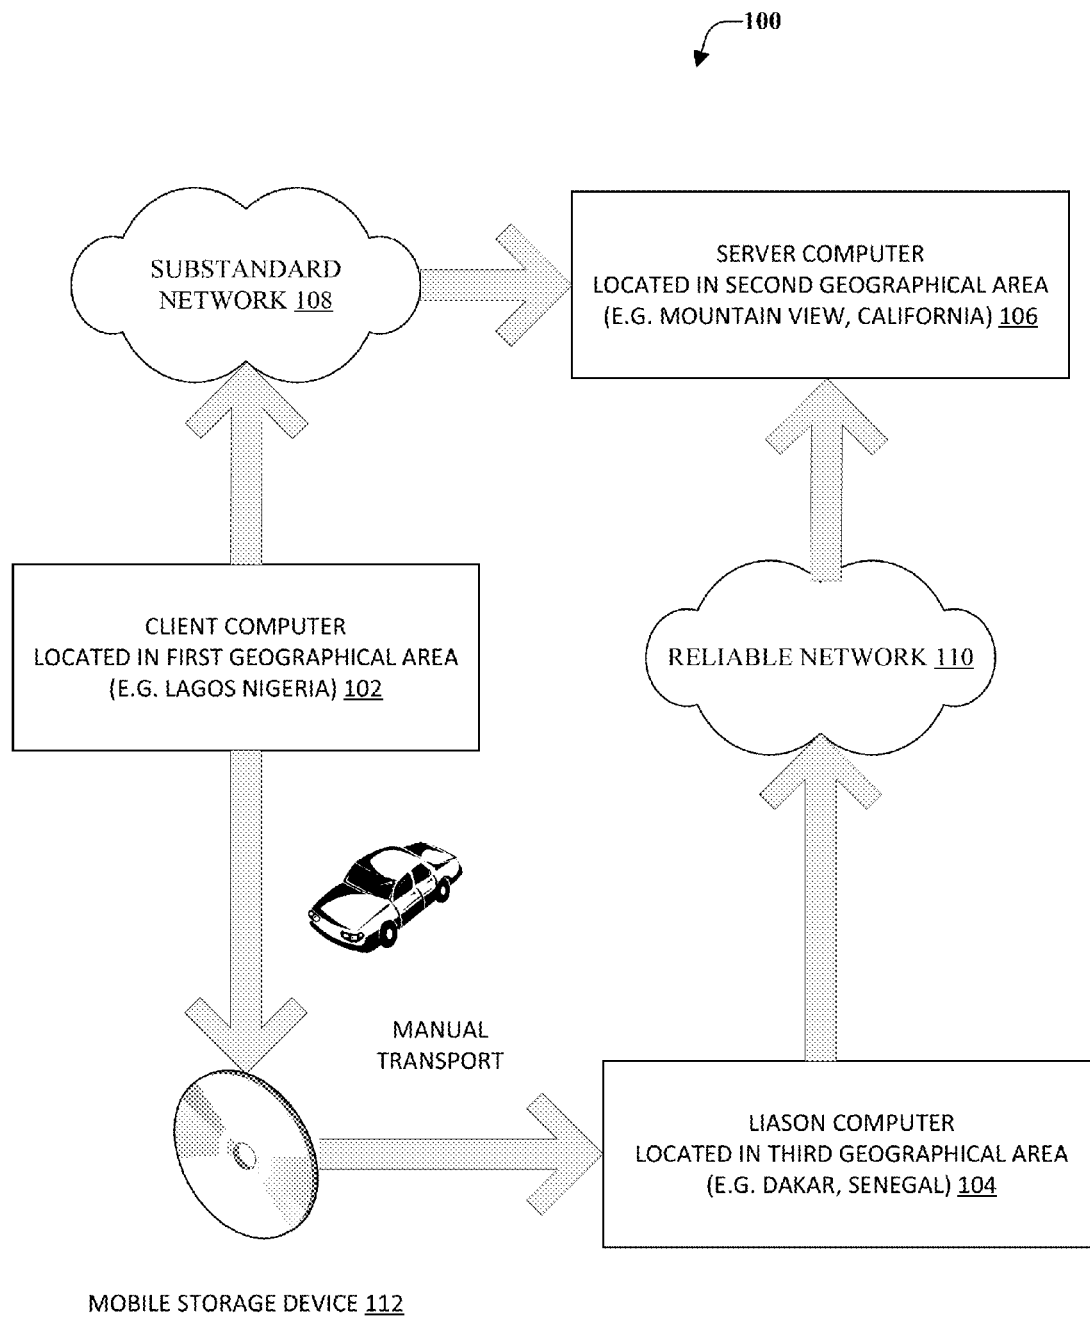 100
SUBSTANDARD
NETWORK 108
SERVER COMPUTER
LOCATED IN SECOND GEOGRAPHICAL AREA
(E.G. MOUNTAIN VIEW, CALIFORNIA) 106
CLIENT COMPUTER
LOCATED IN FIRST GEOGRAPHICAL AREA
(E.G. LAGOS NIGERIA) 102
RELIABLE NETWORK 110
MANUAL
TRANSPORT
LIASON COMPUTER
LOCATED IN THIRD GEOGRAPHICAL AREA
(E.G. DAKAR, SENEGAL) 104
MOBILE STORAGE DEVICE 112